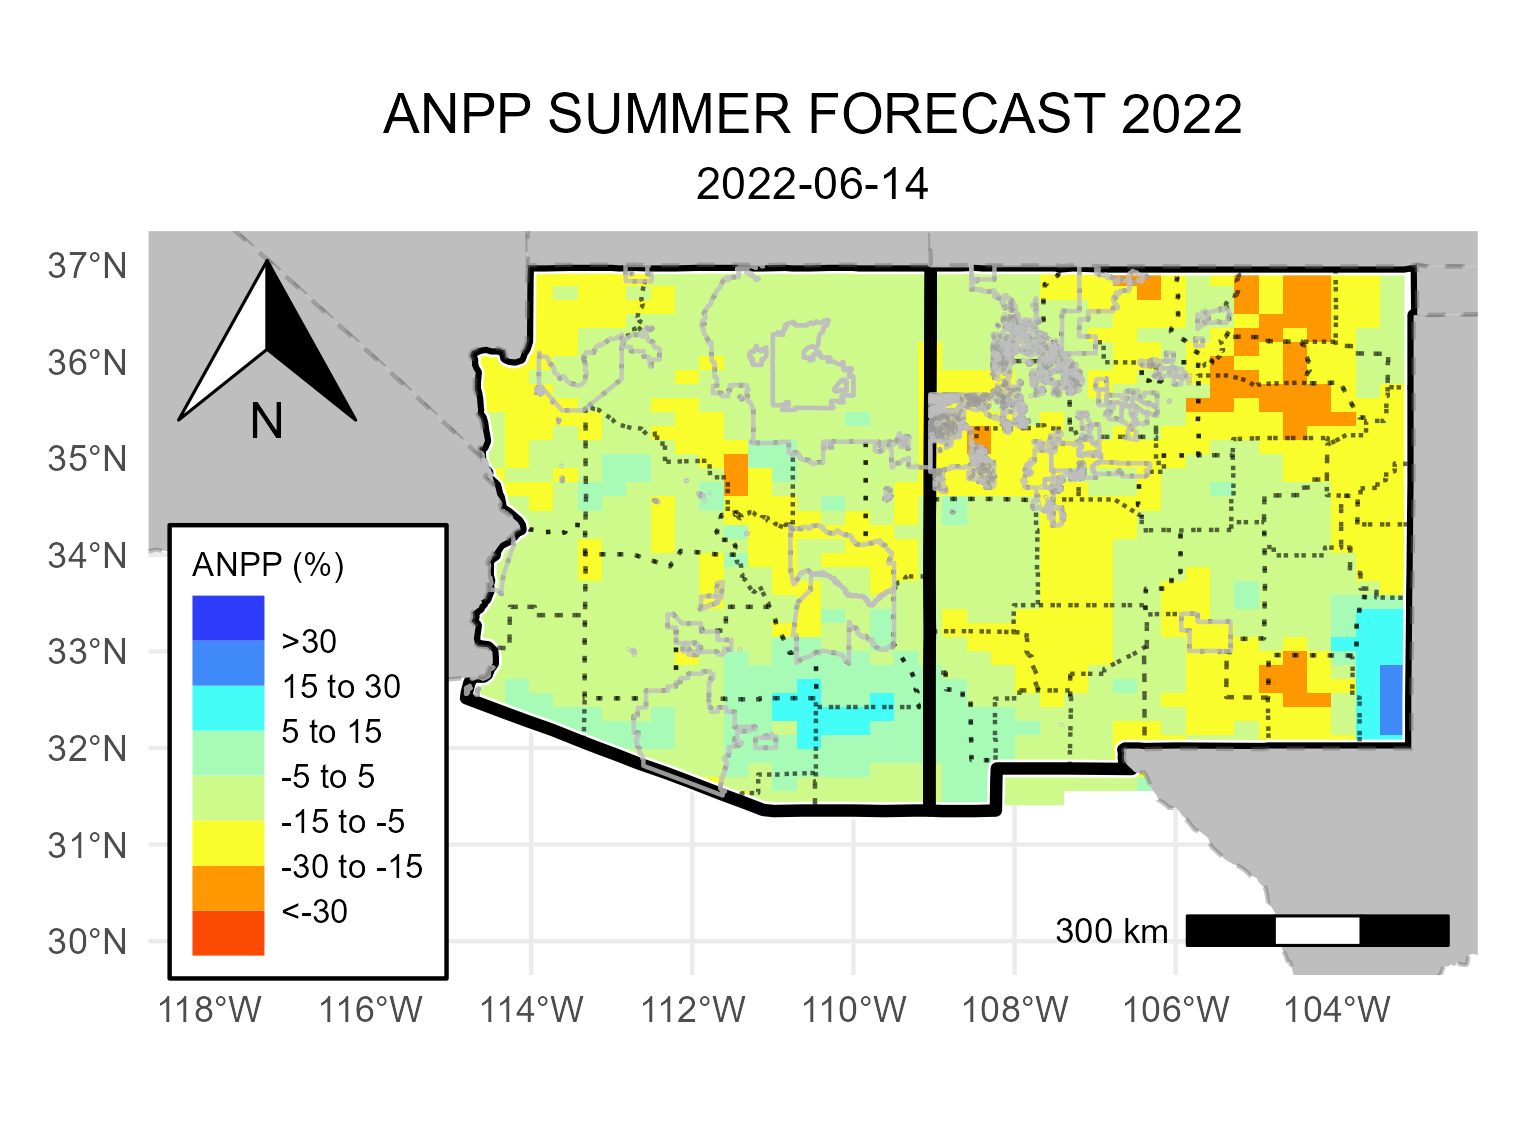 ANPP SUMMER FORECAST 2022
2022-06-14
37°N
36°N
35°N
34°N
33°N
32°N
31°N
30°N
N
ANPP (%)
>30
15 to 30
5 to 15
-5 to 5
-15 to -5
-30 to -15
<-30
300 km
118°W
116°W
114°W
112°W
110°W
108°W
106°W
104°W